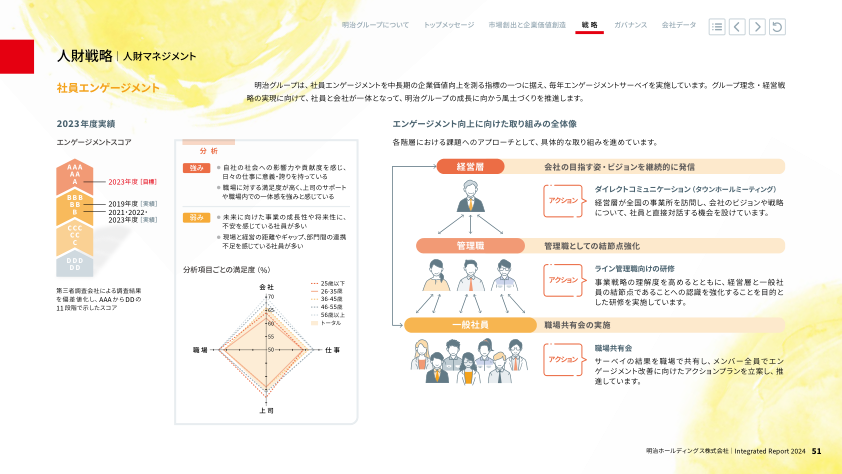 明治グループについて トップメッセージ 市場創出と企業価値創造 戦略 ガバナンス 会社データ
人財戦略 | 人財マネジメント
社員エンゲージメント
明治グループは、社員エンゲージメントを中長期の企業価値向上を測る指標の一つに据え、毎年エンゲージメントサーベイを実施しています。グループ理念・経営戦
略の実現に向けて、社員と会社が一体となって、明治グループの成長に向かう風土づくりを推進します。
2023年度実績
エンゲージメントスコア
AAA
AA
A
BBB
BB
B
CCC
CC
C
DDD
DD
2023年度[目標]
2019年度[実績]
2021・2022・
2023年度[実績]
第三者調査会社による調査結果
を偏差値化し、AAAからDDの
11段階で示したスコア
分析
強み
自社の社会への影響力や貢献度を感じ、
日々の仕事に意義・誇りを持っている
職場に対する満足度が高く、上司のサポート
や職場内での一体感を強みと感じている
弱み
未来に向けた事業の成長性や将来性に、
不安を感じている社員が多い
現場と経営の距離やギャップ、部門間の連携
不足を感じている社員が多い
分析項目ごとの満足度(%)
会社
70
65
60
55
50
職場
仕事
上司
25歳以下
26-35歳
36-45歳
46-55歳
56歳以上
トータル
エンゲージメント向上に向けた取り組みの全体像
各階層における課題へのアプローチとして、具体的な取り組みを進めています。
経営層 会社の目指す姿・ビジョンを継続的に発信
アクション
ダイレクトコミュニケーション(タウンホールミーティング)
経営層が全国の事業所を訪問し、会社のビジョンや戦略
について、社員と直接対話する機会を設けています。
管理職 管理職としての結節点強化
アクション
ライン管理職向けの研修
事業戦略の理解度を高めるとともに、経営層と一般社
員の結節点であることへの認識を強化することを目的と
した研修を実施しています。
一般社員 職場共有会の実施
アクション
職場共有会
サーベイの結果を職場で共有し、メンバー全員でエン
ゲージメント改善に向けたアクションプランを立案し、推
進しています。
明治ホールディングス株式会社 | Integrated Report 2024 51